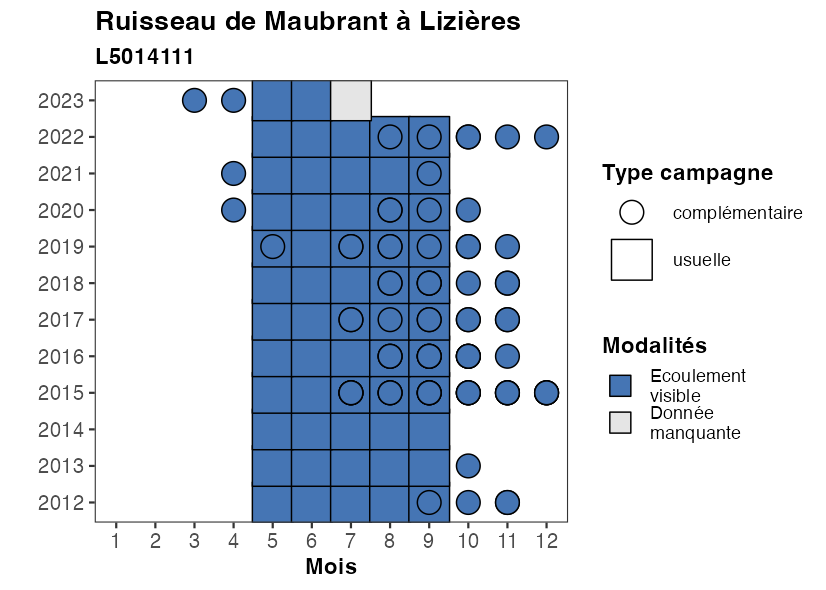 Ruisseau de Maubrant à Lizières
L5014111
2023
2022
2021
2020
2019
2018
2017
2016
2015
2014
2013
2012
1 2 3 4 5 6 7 8 9 10 11 12
Mois
Type campagne
complémentaire
usuelle
Modalités
Ecoulement
visible
Donnée
manquante